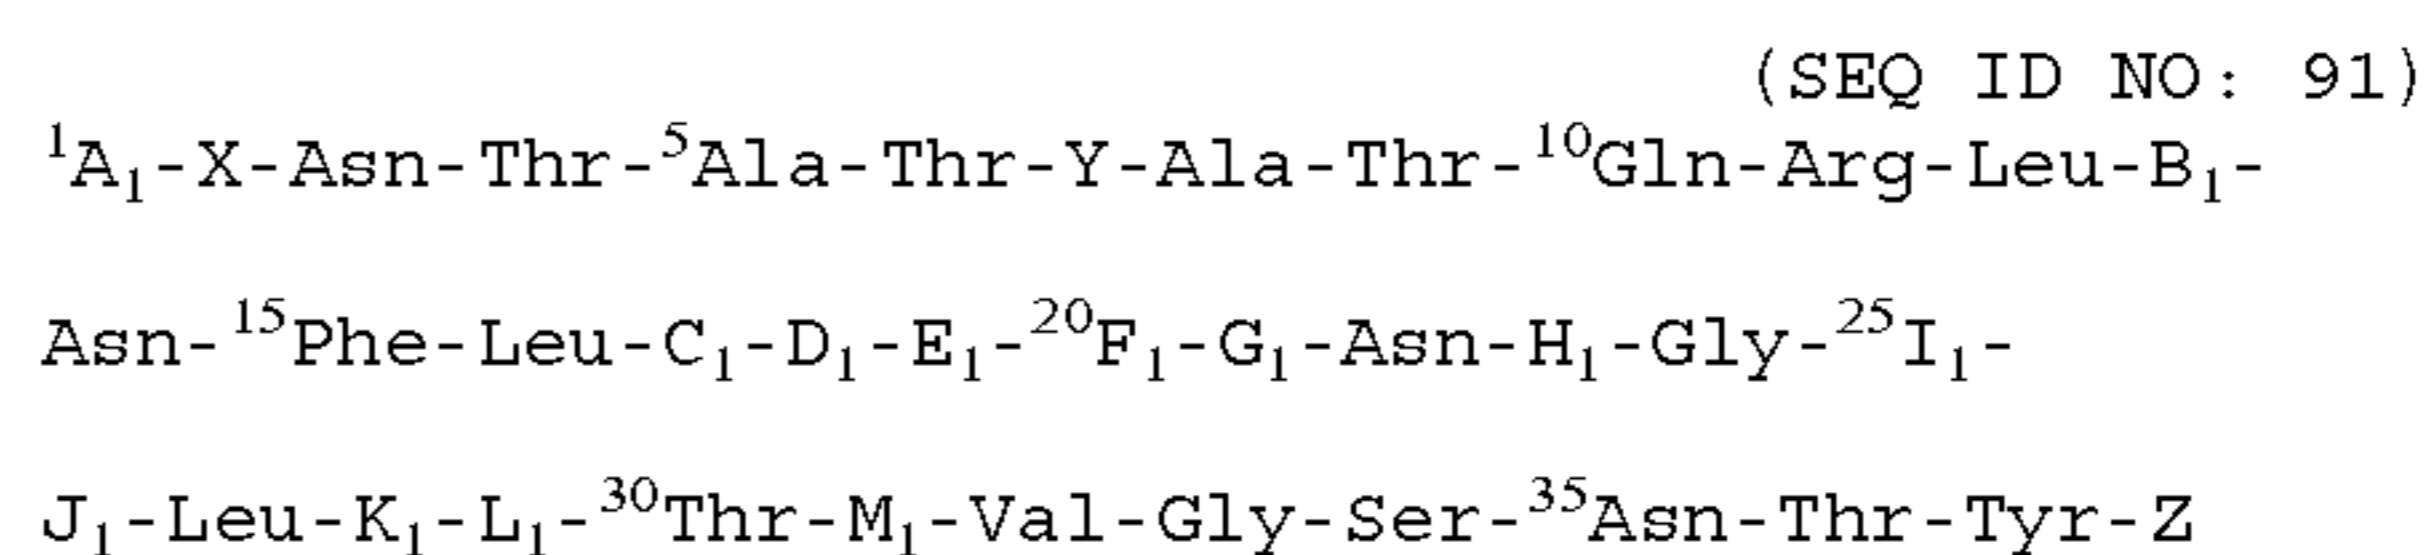 (SEQ ID NO: 91)
¹A₁-X-Asn-Thr-⁵Ala-Thr-Y-Ala-Thr-¹⁰Gln-Arg-Leu-B₁-
Asn-¹⁵Phe-Leu-C₁-D₁-E₁-²⁰F₁-G₁-Asn-H₁-Gly-²⁵I₁-
J₁-Leu-K₁-L₁-³⁰Thr-M₁-Val-Gly-Ser-³⁵Asn-Thr-Tyr-Z